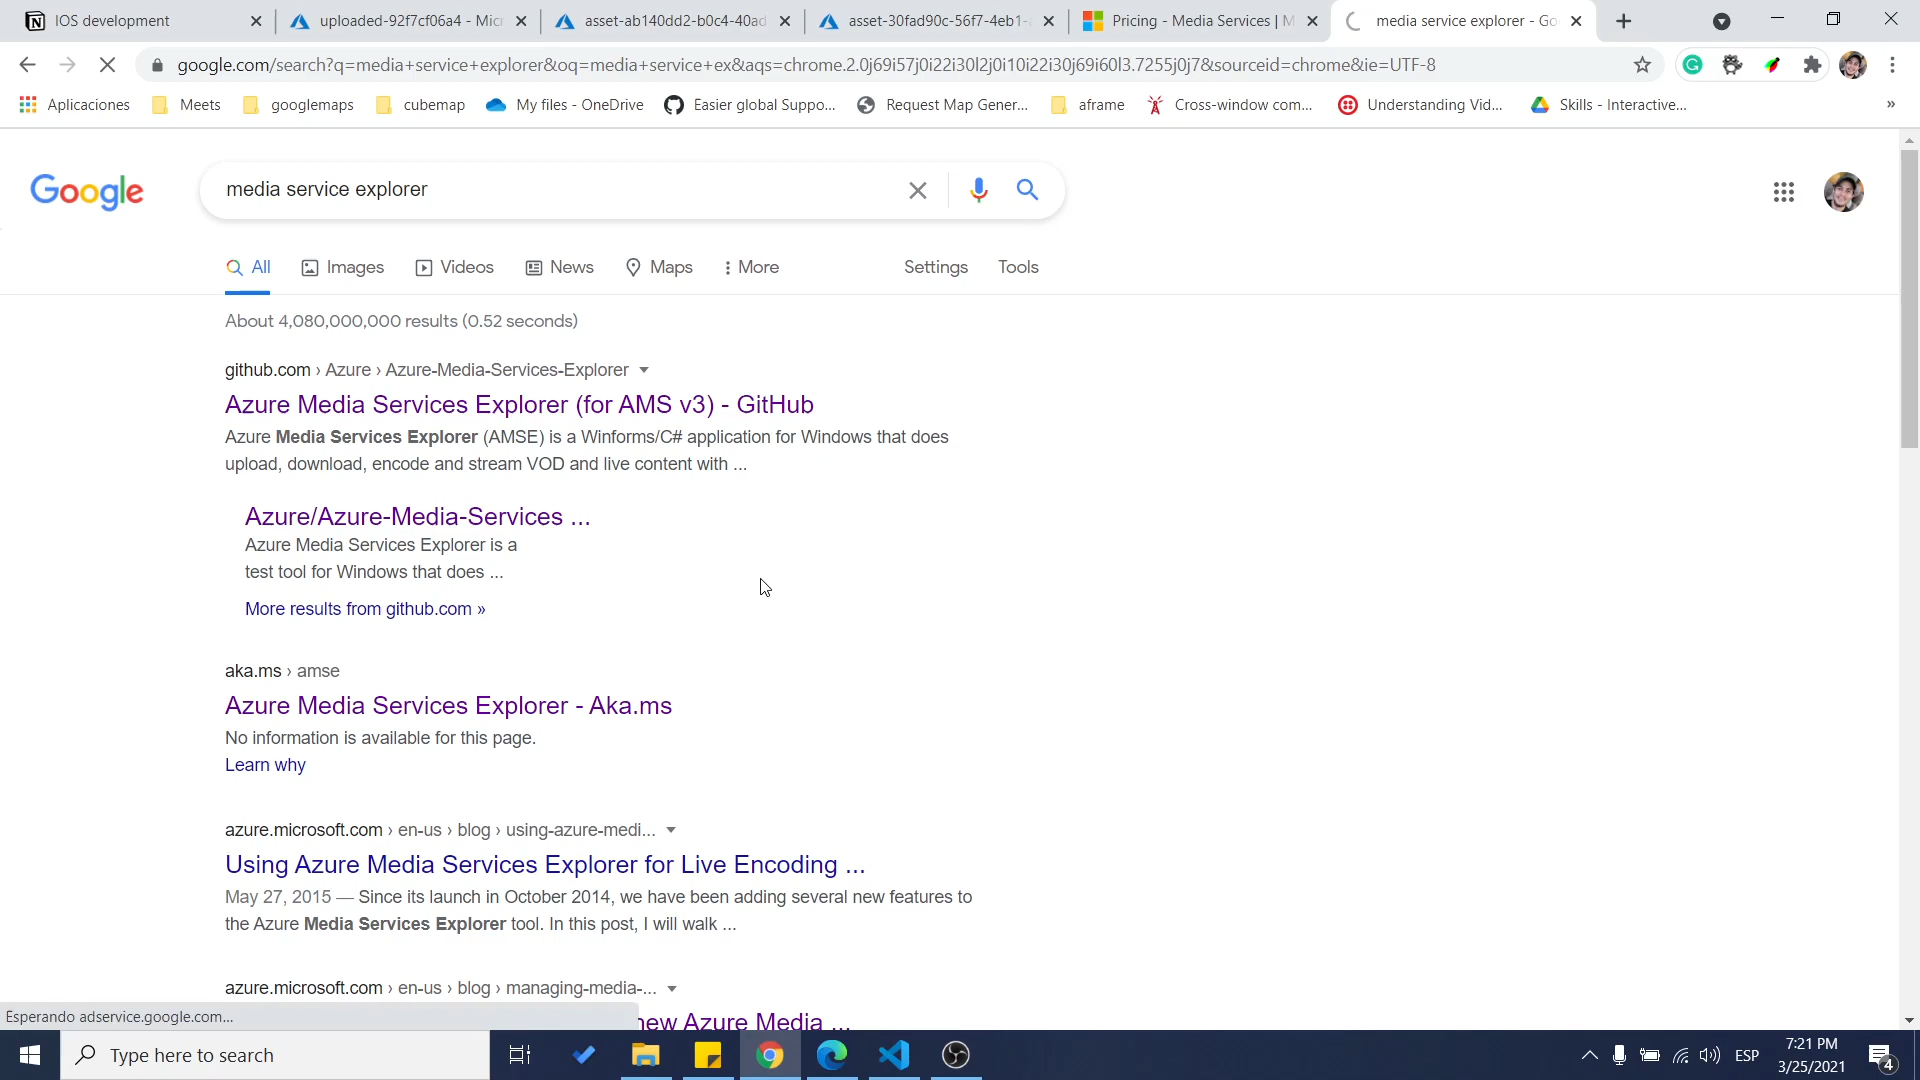 IOS development
uploaded-92f7cf06a4 - Mic
asset-ab140dd2-b0c4-40ad
asset-30fad90c-56f7-4eb1-a
Pricing - Media Services | M
media service explorer - Go
google.com/search?q=media+service+explorer&oq=media+service+ex&aqs=chrome.2.0j69i57j0i22i30l2j0i10i22i30j69i60l3.7255j0j7&sourceid=chrome&ie=UTF-8
Aplicaciones
Meets
googlemaps
cubemap
My files - OneDrive
Easier global Suppo...
Request Map Gener...
aframe
Cross-window com...
Understanding Vid...
Skills - Interactive...
»
Google
media service explorer
All
Images
Videos
News
Maps
More
Settings
Tools
About 4,080,000,000 results (0.52 seconds)
github.com › Azure › Azure-Media-Services-Explorer
Azure Media Services Explorer (for AMS v3) - GitHub
Azure Media Services Explorer (AMSE) is a Winforms/C# application for Windows that does
upload, download, encode and stream VOD and live content with ...
Azure/Azure-Media-Services ...
Azure Media Services Explorer is a
test tool for Windows that does ...
More results from github.com »
aka.ms › amse
Azure Media Services Explorer - Aka.ms
No information is available for this page.
Learn why
azure.microsoft.com › en-us › blog › using-azure-medi...
Using Azure Media Services Explorer for Live Encoding ...
May 27, 2015 — Since its launch in October 2014, we have been adding several new features to
the Azure Media Services Explorer tool. In this post, I will walk ...
azure.microsoft.com › en-us › blog › managing-media-...
new Azure Media ...
Esperando adservice.google.com...
Type here to search
ESP
7:21 PM
3/25/2021
4